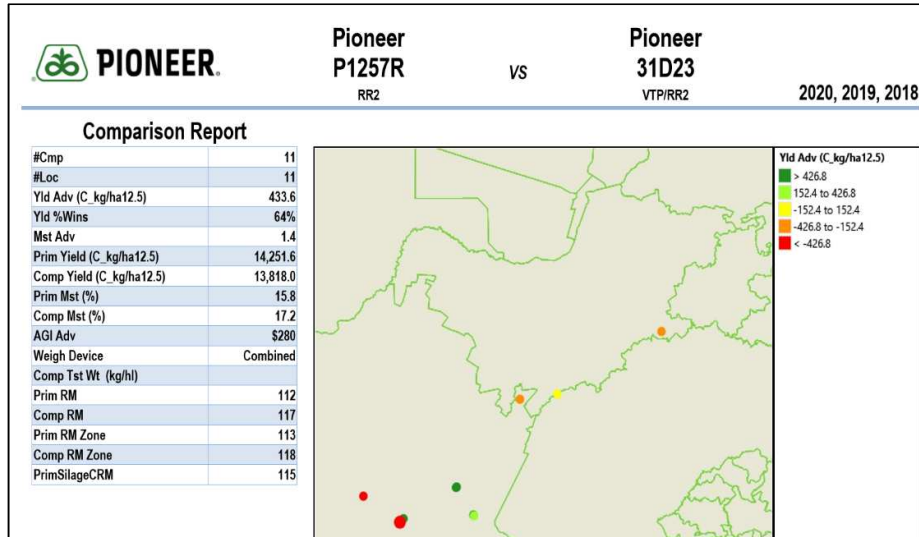 PIONEER.
Pioneer
P1257R
RR2
VS
Pioneer
31D23
VTP/RR2
2020, 2019, 2018
Comparison Report
#Cmp 11
#Loc 11
Yld Adv (C_kg/ha12.5) 433.6
Yld %Wins 64%
Mst Adv 1.4
Prim Yield (C_kg/ha12.5) 14,251.6
Comp Yield (C_kg/ha12.5) 13,818.0
Prim Mst (%) 15.8
Comp Mst (%) 17.2
AGI Adv $280
Weigh Device Combined
Comp Tst Wt (kg/hl)
Prim RM 112
Comp RM 117
Prim RM Zone 113
Comp RM Zone 118
PrimSilageCRM 115
Yld Adv (C_kg/ha12.5)
> 426.8
152.4 to 426.8
-152.4 to 152.4
-426.8 to -152.4
< -426.8